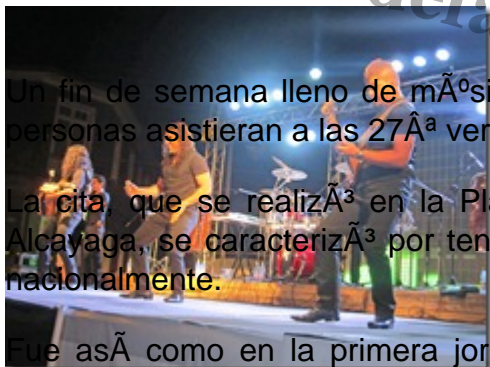 Un fin de semana lleno de mÃºsi
personas asistieran a las 27Âª ver
La cita, que se realizÃ³ en la Pl
Alcayaga, se caracterizÃ³ por ten
nacionalmente.
Fue asÃ­ como en la primera jor